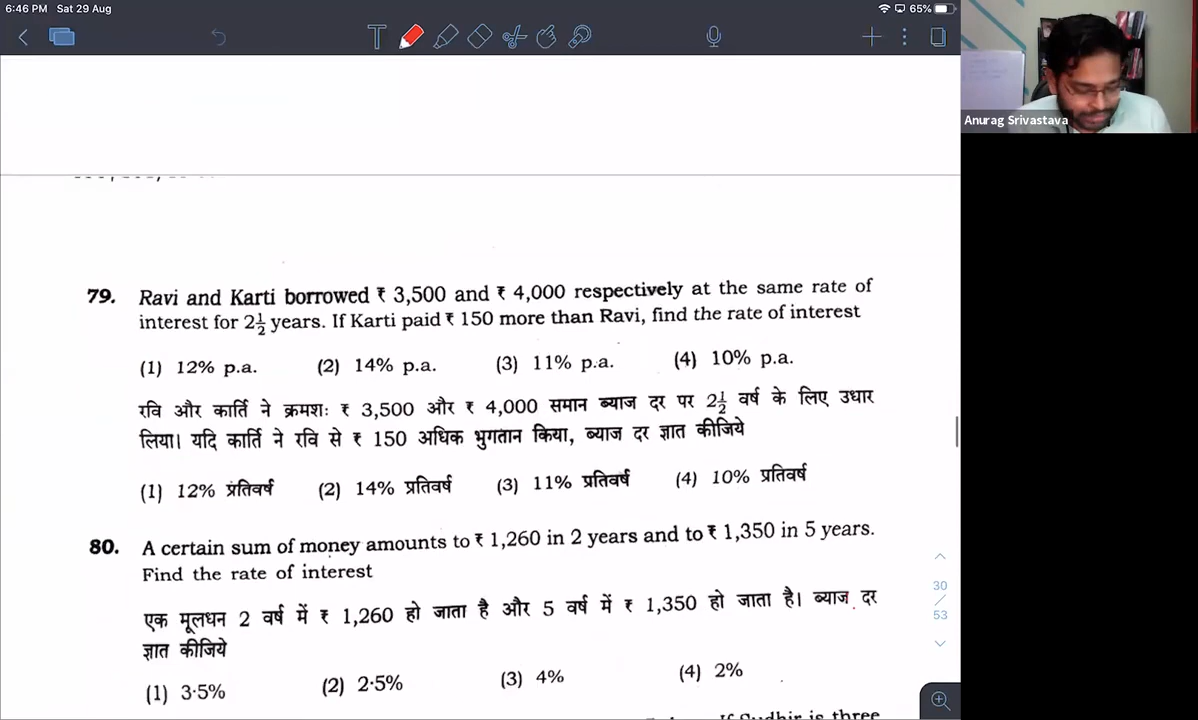 6:46 PM Sat 29 Aug
65%
T
Anurag Srivastava
79. Ravi and Karti borrowed ₹ 3,500 and ₹ 4,000 respectively at the same rate of
interest for 2½ years. If Karti paid ₹ 150 more than Ravi, find the rate of interest
(1) 12% p.a. (2) 14% p.a. (3) 11% p.a. (4) 10% p.a.
रवि और कार्ति ने क्रमशः ₹ 3,500 और ₹ 4,000 समान ब्याज दर पर 2½ वर्ष के लिए उधार
लिया। यदि कार्ति ने रवि से ₹ 150 अधिक भुगतान किया, ब्याज दर ज्ञात कीजिये
(1) 12% प्रतिवर्ष (2) 14% प्रतिवर्ष (3) 11% प्रतिवर्ष (4) 10% प्रतिवर्ष
80. A certain sum of money amounts to ₹ 1,260 in 2 years and to ₹ 1,350 in 5 years.
Find the rate of interest
30
/
53
एक मूलधन 2 वर्ष में ₹ 1,260 हो जाता है और 5 वर्ष में ₹ 1,350 हो जाता है। ब्याज दर
ज्ञात कीजिये
(1) 3·5% (2) 2·5% (3) 4% (4) 2%
If Sudhir is three